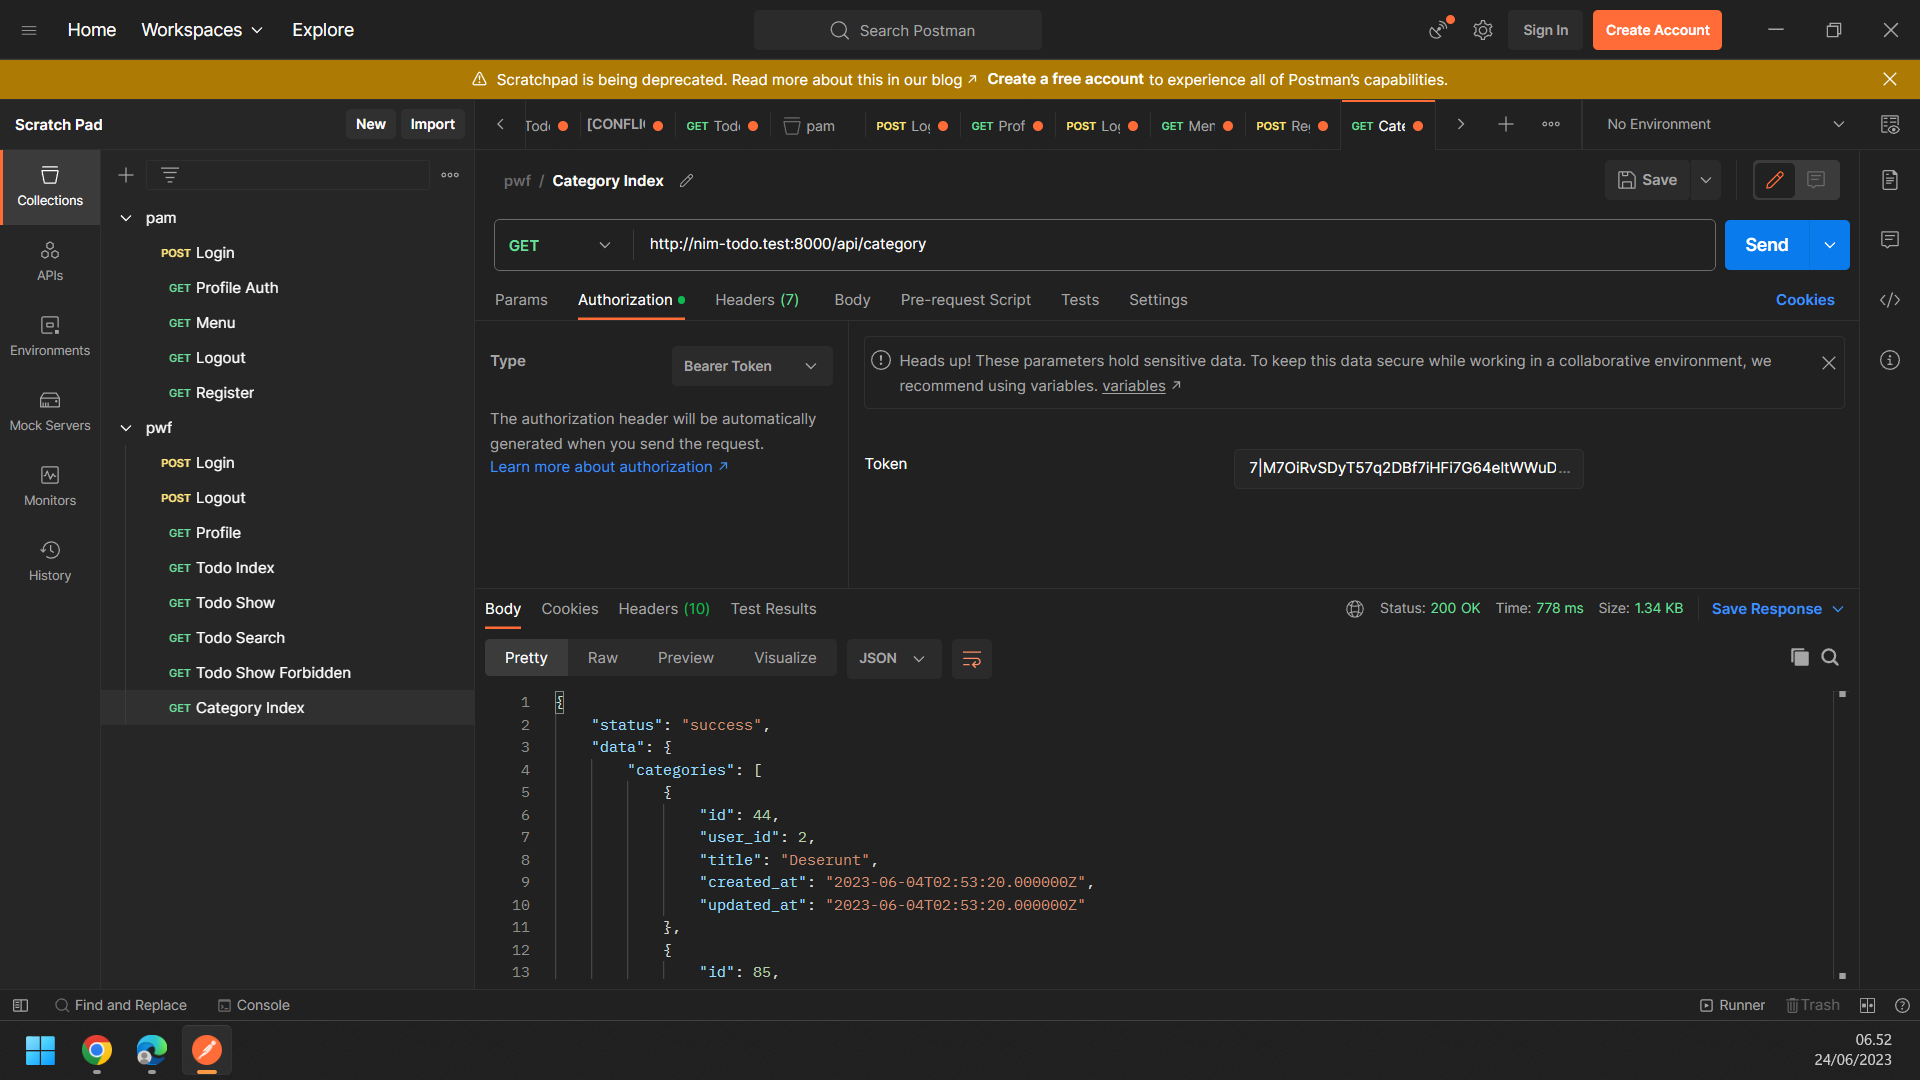 Home
Workspaces
Explore
Search Postman
Sign In
Create Account
Scratchpad is being deprecated. Read more about this in our blog ↗ Create a free account to experience all of Postman's capabilities.
Scratch Pad
New
Import
[CONFLI
GET Tod
pam
POST Log
GET Prof
POST Log
GET Men
POST Reg
GET Cate
No Environment
Collections
APIs
Environments
Mock Servers
Monitors
History
pam
POST Login
GET Profile Auth
GET Menu
GET Logout
GET Register
pwf
POST Login
POST Logout
GET Profile
GET Todo Index
GET Todo Show
GET Todo Search
GET Todo Show Forbidden
GET Category Index
pwf / Category Index
Save
GET
http://nim-todo.test:8000/api/category
Send
Params
Authorization
Headers (7)
Body
Pre-request Script
Tests
Settings
Cookies
Type
Bearer Token
The authorization header will be automatically
generated when you send the request.
Learn more about authorization ↗
Heads up! These parameters hold sensitive data. To keep this data secure while working in a collaborative environment, we
recommend using variables. variables ↗
Token
7|M7OiRvSDyT57q2DBf7iHFi7G64eltWWuD...
Body
Cookies
Headers (10)
Test Results
Status: 200 OK
Time: 778 ms
Size: 1.34 KB
Save Response
Pretty
Raw
Preview
Visualize
JSON
1 {
2 "status": "success",
3 "data": {
4 "categories": [
5 {
6 "id": 44,
7 "user_id": 2,
8 "title": "Deserunt",
9 "created_at": "2023-06-04T02:53:20.000000Z",
10 "updated_at": "2023-06-04T02:53:20.000000Z"
11 },
12 {
13 "id": 85,
Find and Replace
Console
Runner
Trash
06.52
24/06/2023